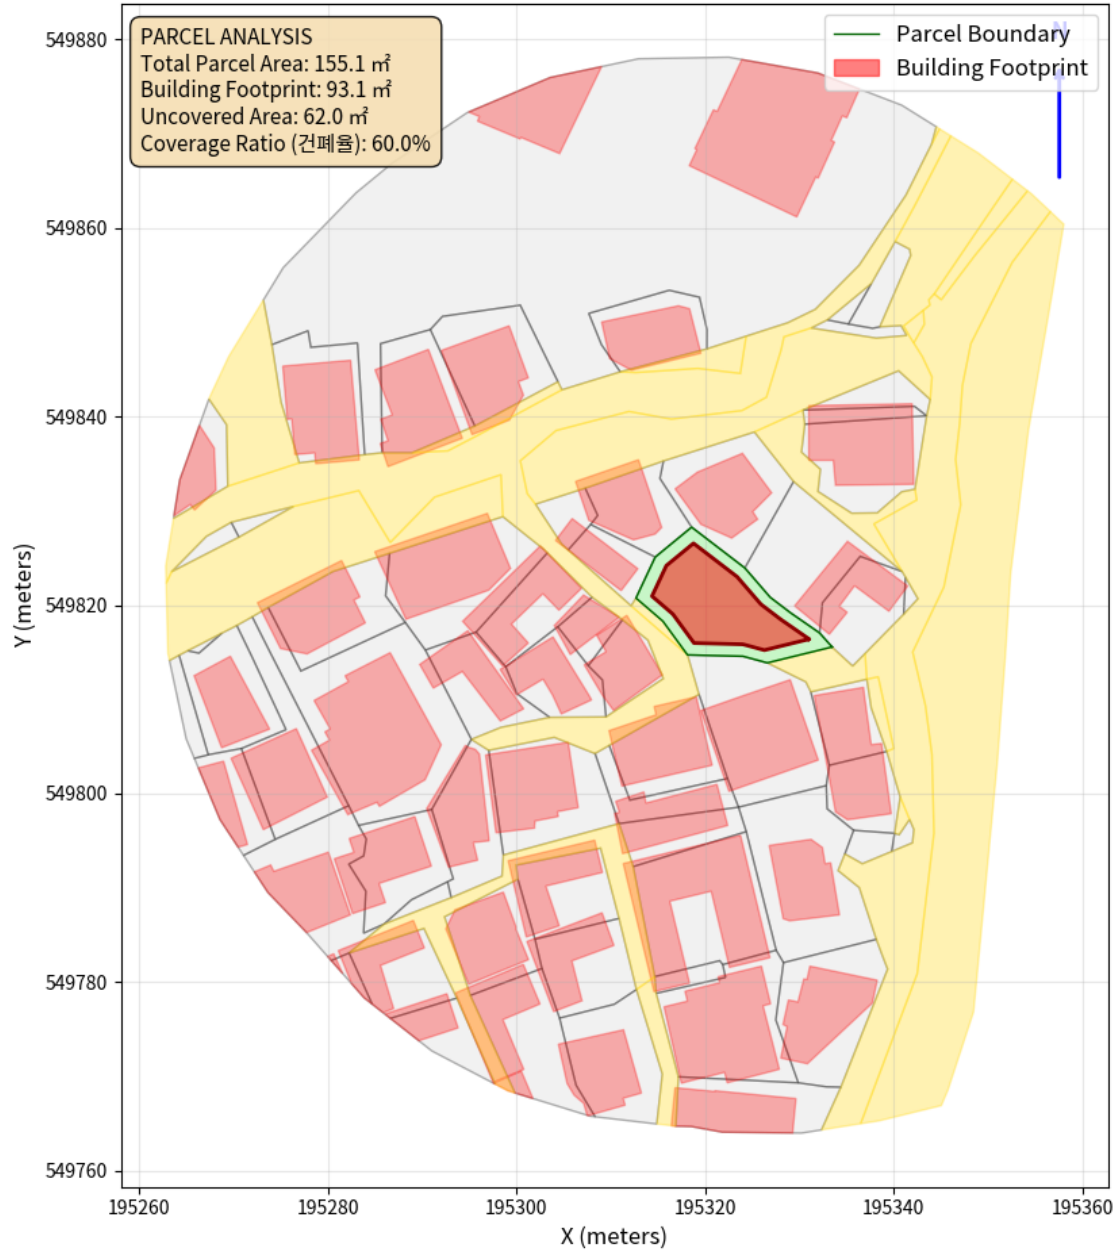 PARCEL ANALYSIS
Total Parcel Area: 155.1 ㎡
Building Footprint: 93.1 ㎡
Uncovered Area: 62.0 ㎡
Coverage Ratio (건폐율): 60.0%
N
Parcel Boundary
Building Footprint
549880
549860
549840
549820
549800
549780
549760
Y (meters)
195260
195280
195300
195320
195340
195360
X (meters)